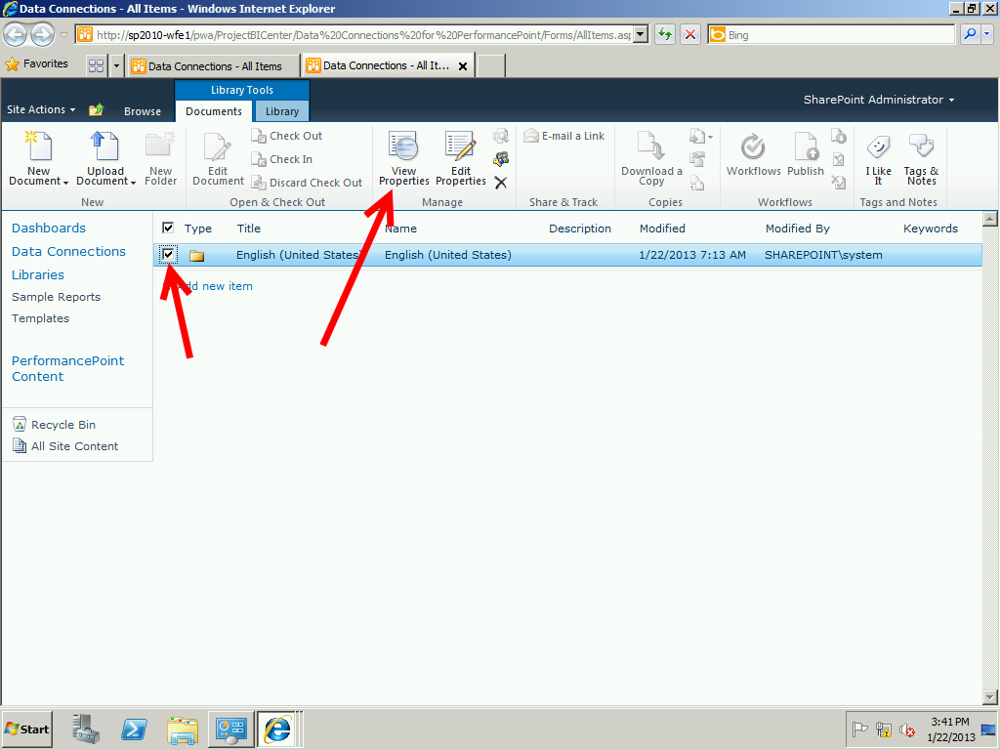 Data Connections - All Items - Windows Internet Explorer
http://sp2010-wfe1/pwa/ProjectBICenter/Data%20Connections%20for%20PerformancePoint/Forms/AllItems.asp
Bing
Favorites
Data Connections - All Items
Data Connections - All It...
Library Tools
Site Actions
Browse
Documents
Library
SharePoint Administrator
New Document
Upload Document
New Folder
New
Edit Document
Check Out
Check In
Discard Check Out
Open & Check Out
View Properties
Edit Properties
Manage
E-mail a Link
Share & Track
Download a Copy
Copies
Workflows
Publish
Workflows
I Like It
Tags & Notes
Tags and Notes
Dashboards
Data Connections
Libraries
Sample Reports
Templates
PerformancePoint
Content
Recycle Bin
All Site Content
Type Title Name Description Modified Modified By Keywords
English (United States) English (United States) 1/22/2013 7:13 AM SHAREPOINT\system
add new item
Start
3:41 PM
1/22/2013